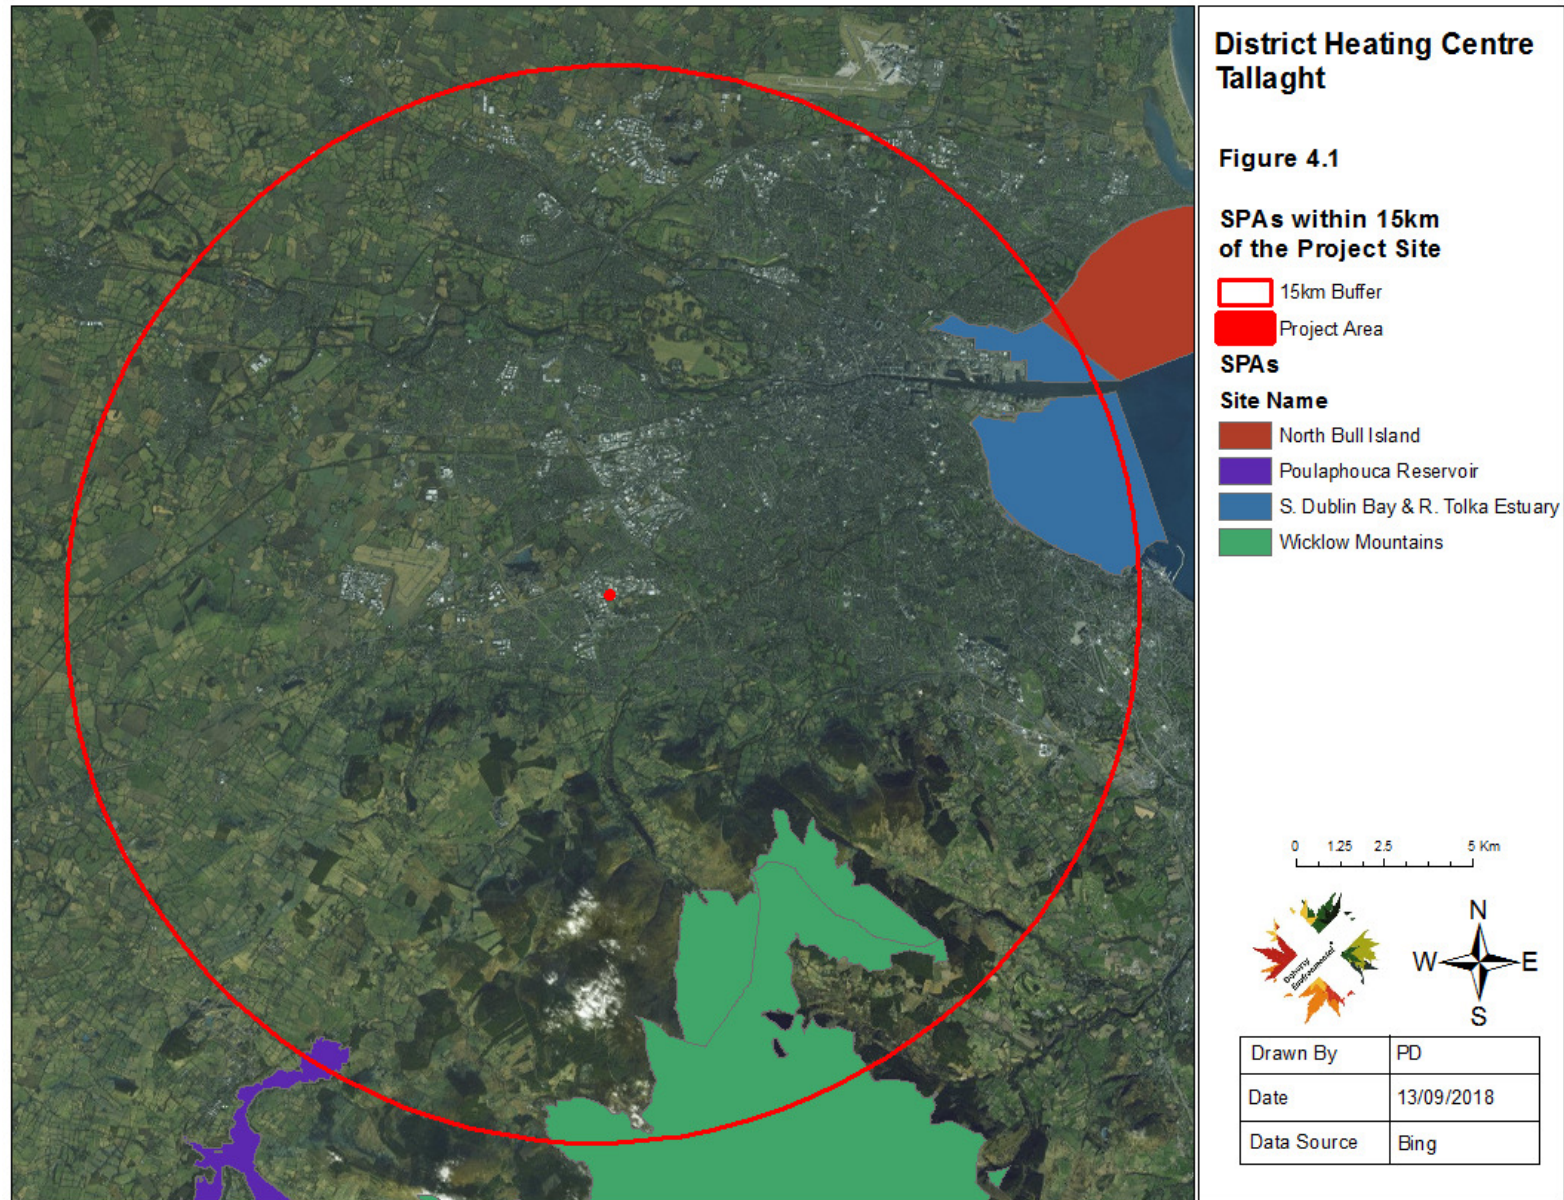 District Heating Centre
Tallaght
Figure 4.1
SPAs within 15km
of the Project Site
15km Buffer
Project Area
SPAs
Site Name
North Bull Island
Poulaphouca Reservoir
S. Dublin Bay & R. Tolka Estuary
Wicklow Mountains
0 1.25 2.5 5 Km
Doherty
Environmental
N
W E
S
Drawn By PD
Date 13/09/2018
Data Source Bing